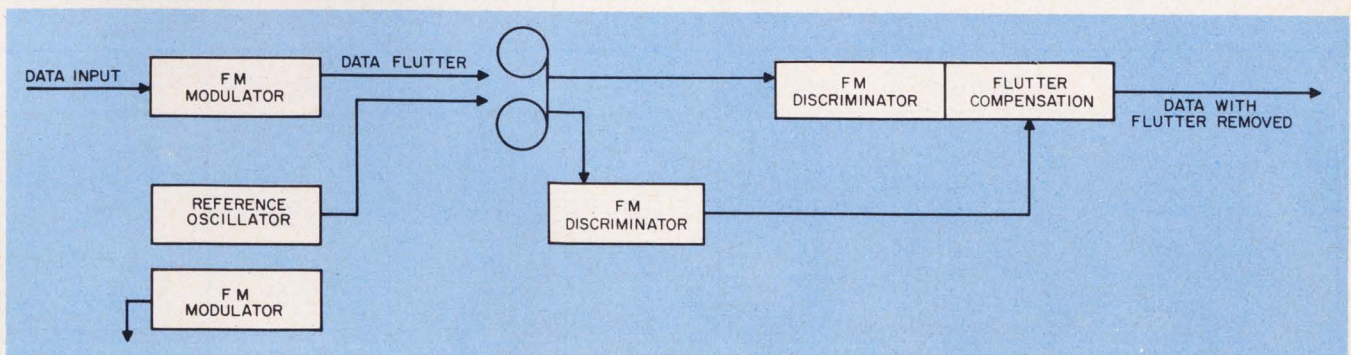 DATA INPUT
FM
MODULATOR
DATA FLUTTER
FM
DISCRIMINATOR
FLUTTER
COMPENSATION
DATA WITH
FLUTTER REMOVED
REFERENCE
OSCILLATOR
FM
DISCRIMINATOR
FM
MODULATOR